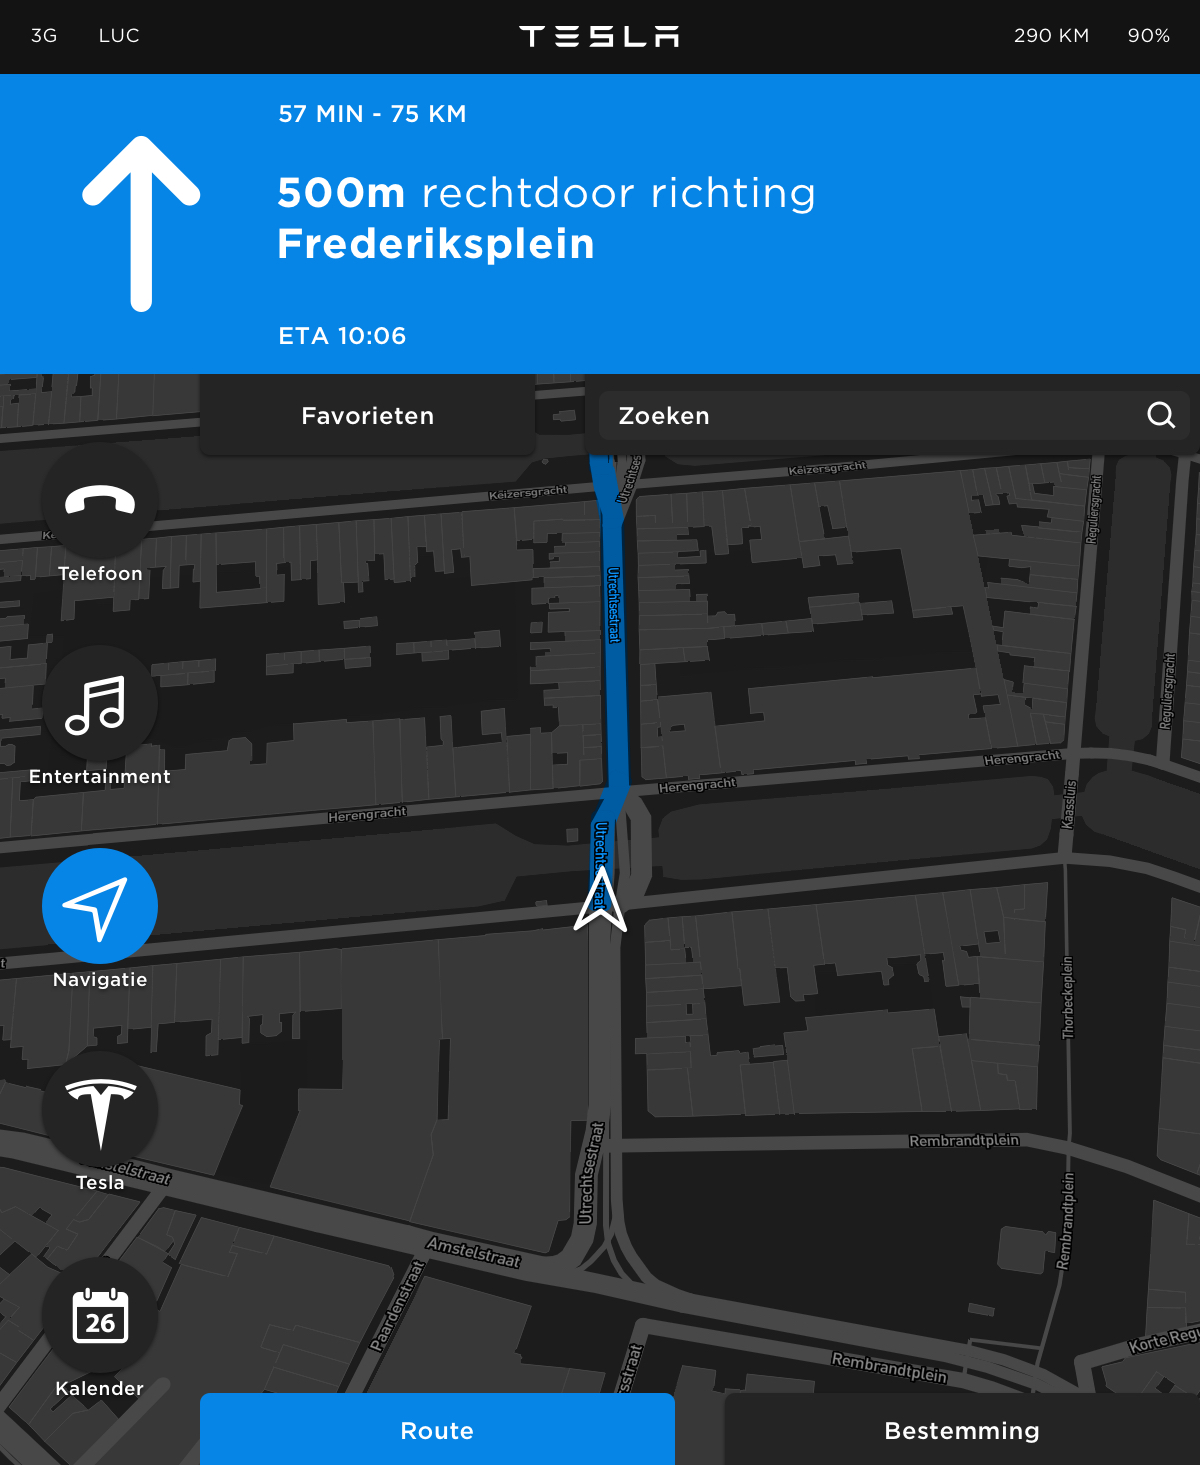 3G LUC TESLA 290 KM 90%
57 MIN - 75 KM
500m rechtdoor richting
Frederiksplein
ETA 10:06
Favorieten
Zoeken
Keizersgracht
Keizersgracht
Utrechtsestraat
Reguliersgracht
Telefoon
Utrechtsestraat
Reguliersgracht
Entertainment
Herengracht
Herengracht
Herengracht
Kaassluis
Navigatie
Thorbeckeplein
Rembrandtplein
Utrechtsestraat
Tesla
Rembrandtplein
Amstelstraat
Paardenstraat
26
Kalender
Rembrandtplein
Route
Bestemming